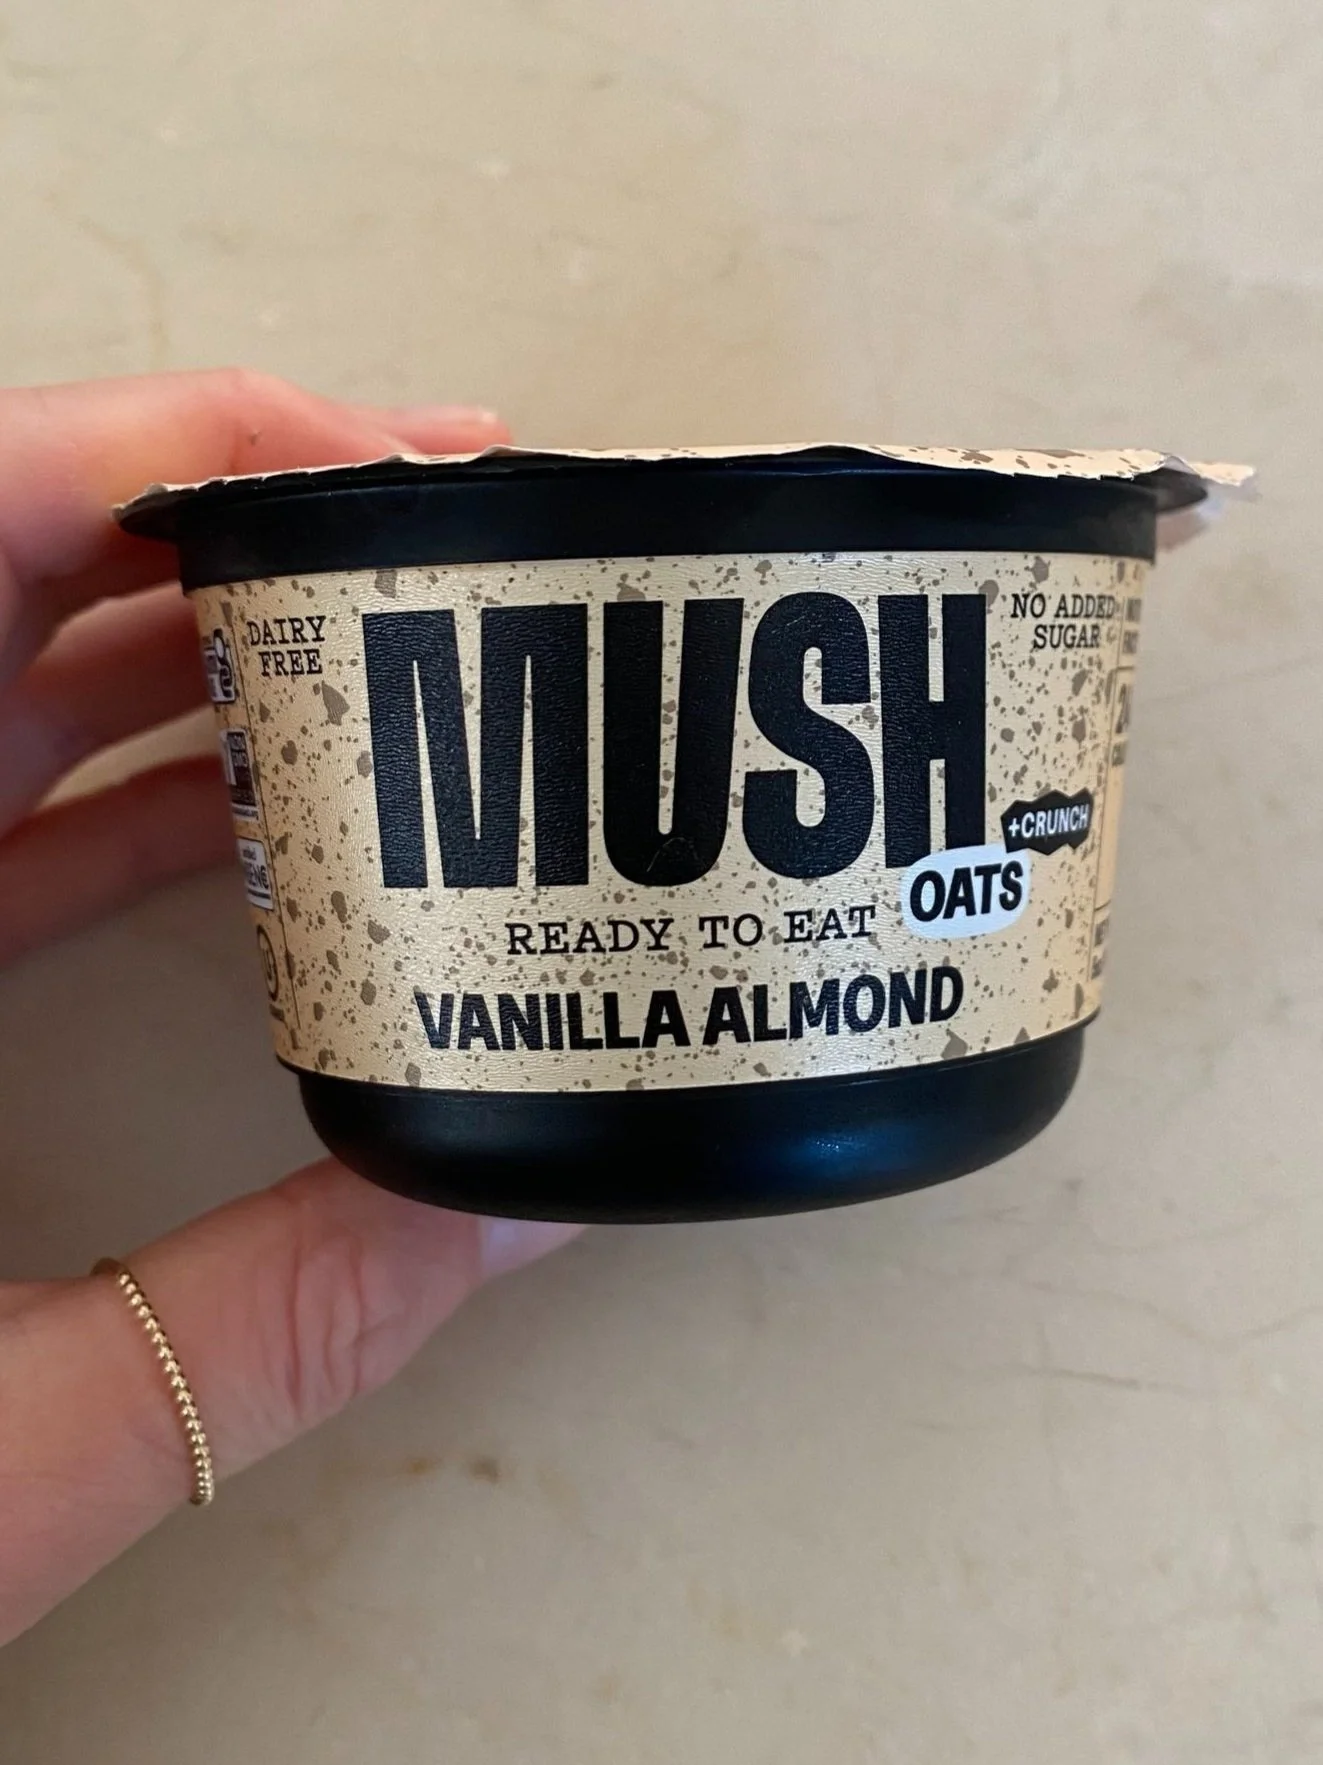 DAIRY
FREE
MUSH
NO ADDED
SUGAR
+CRUNCH
OATS
READY TO EAT
VANILLA ALMOND